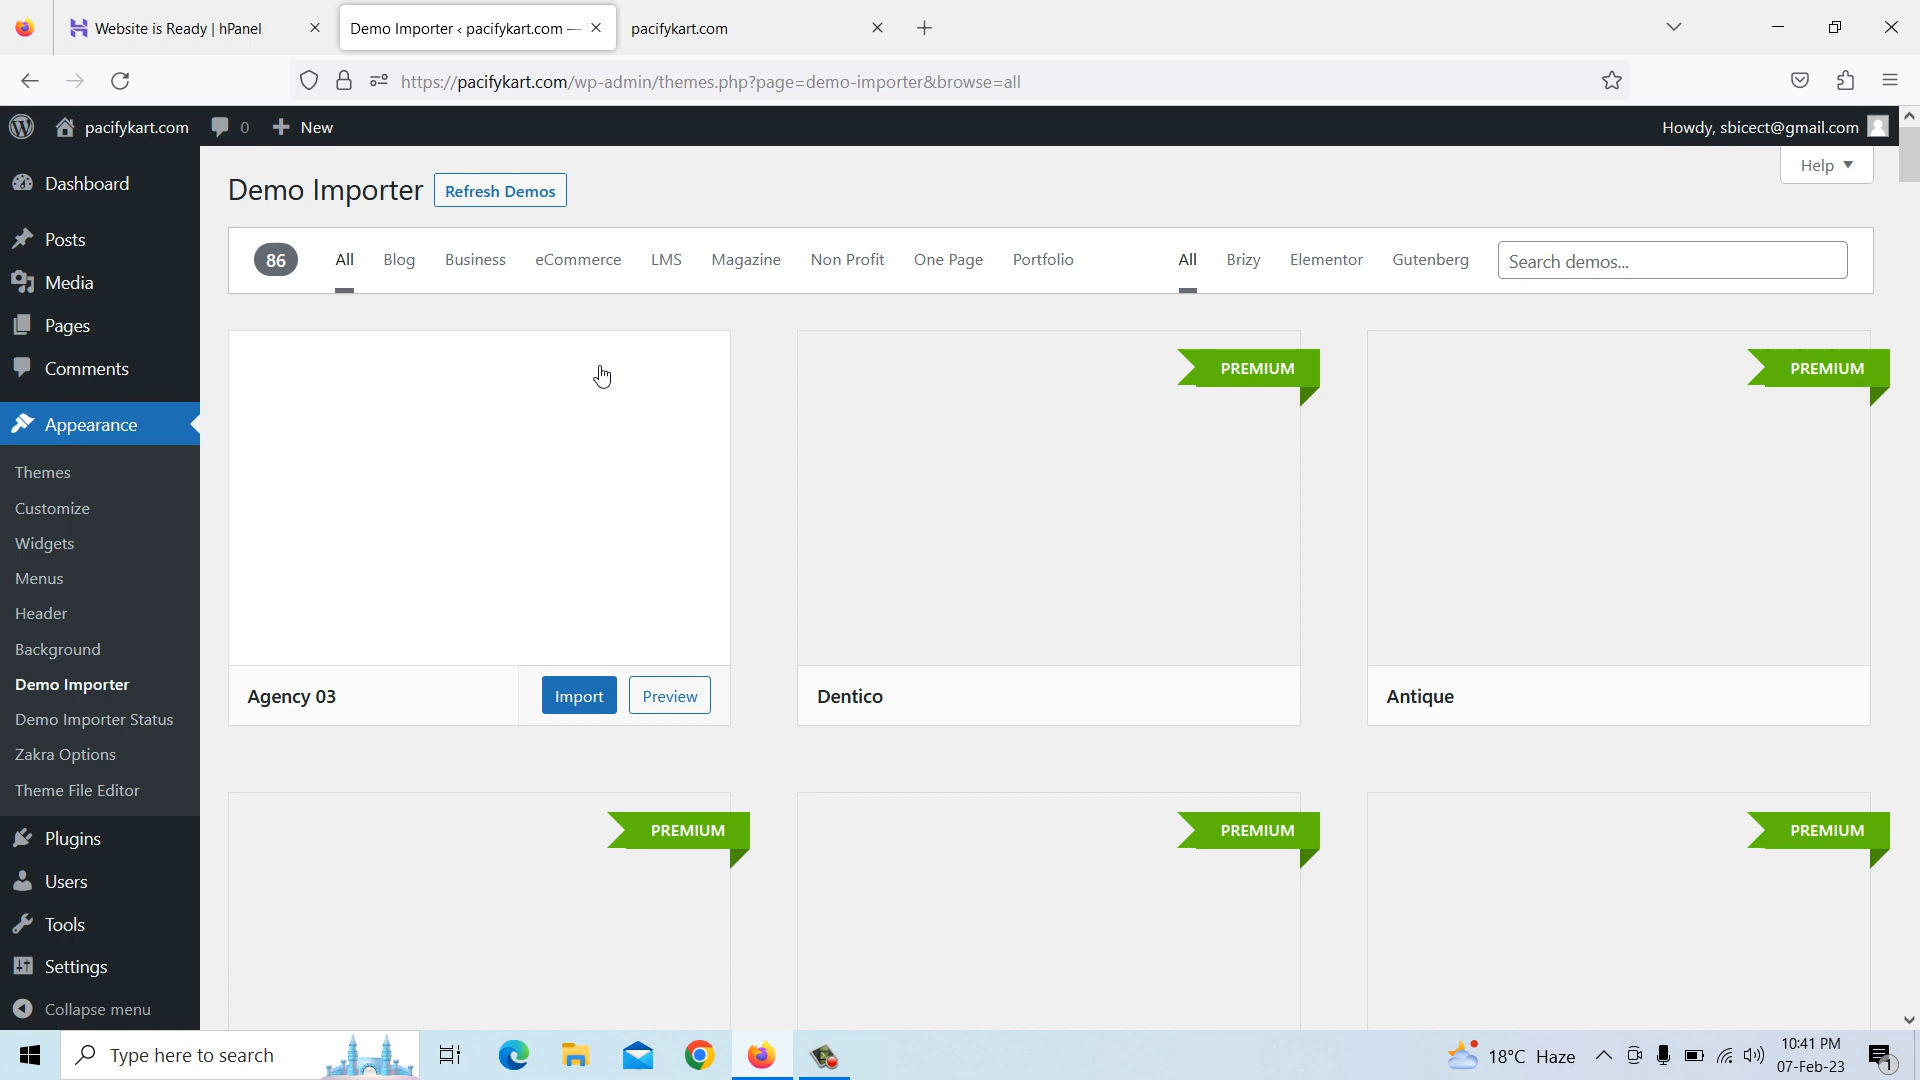 Website is Ready | hPanel
Demo Importer ‹ pacifykart.com —
pacifykart.com
https://pacifykart.com/wp-admin/themes.php?page=demo-importer&browse=all
pacifykart.com 0 New
Howdy, sbicect@gmail.com
Help
Dashboard
Posts
Media
Pages
Comments
Appearance
Themes
Customize
Widgets
Menus
Header
Background
Demo Importer
Demo Importer Status
Zakra Options
Theme File Editor
Plugins
Users
Tools
Settings
Collapse menu
Demo Importer Refresh Demos
86 All Blog Business eCommerce LMS Magazine Non Profit One Page Portfolio All Brizy Elementor Gutenberg Search demos...
PREMIUM
PREMIUM
Agency 03 Import Preview
Dentico
Antique
PREMIUM
PREMIUM
PREMIUM
Type here to search
18°C Haze
10:41 PM
07-Feb-23
1